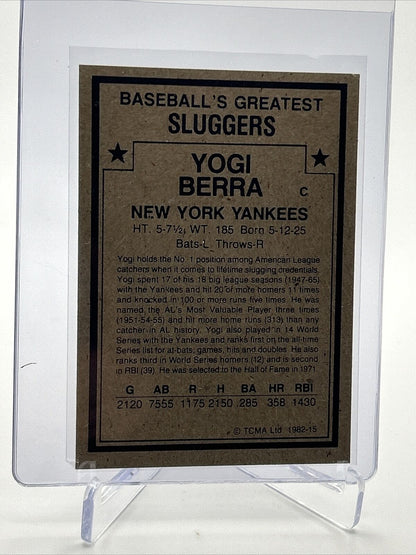 BASEBALL'S GREATEST
SLUGGERS
YOGI
BERRA
C
NEW YORK YANKEES
HT. 5-7½, WT. 185 Born 5-12-25
Bats-L Throws-R
Yogi holds the No. 1 position among American League
catchers when it comes to lifetime slugging credentials.
Yogi spent 17 of his 18 big league seasons (1947-65)
with the Yankees and hit 20 of more homers 11 times
and knocked in 100 or more runs five times. He was
named the AL's Most Valuable Player three times
(1951-54-55) and hit more home runs (313) than any
catcher in AL history. Yogi also played in 14 World
Series with the Yankees and ranks first on the all-time
Series list for at-bats, games, hits and doubles. He also
ranks third in World Series homers (12) and is second
in RBI (39). He was selected to the Hall of Fame in 1971.
G AB R H BA HR RBI
2120 7555 1175 2150 .285 358 1430
© TCMA Ltd. 1982-15